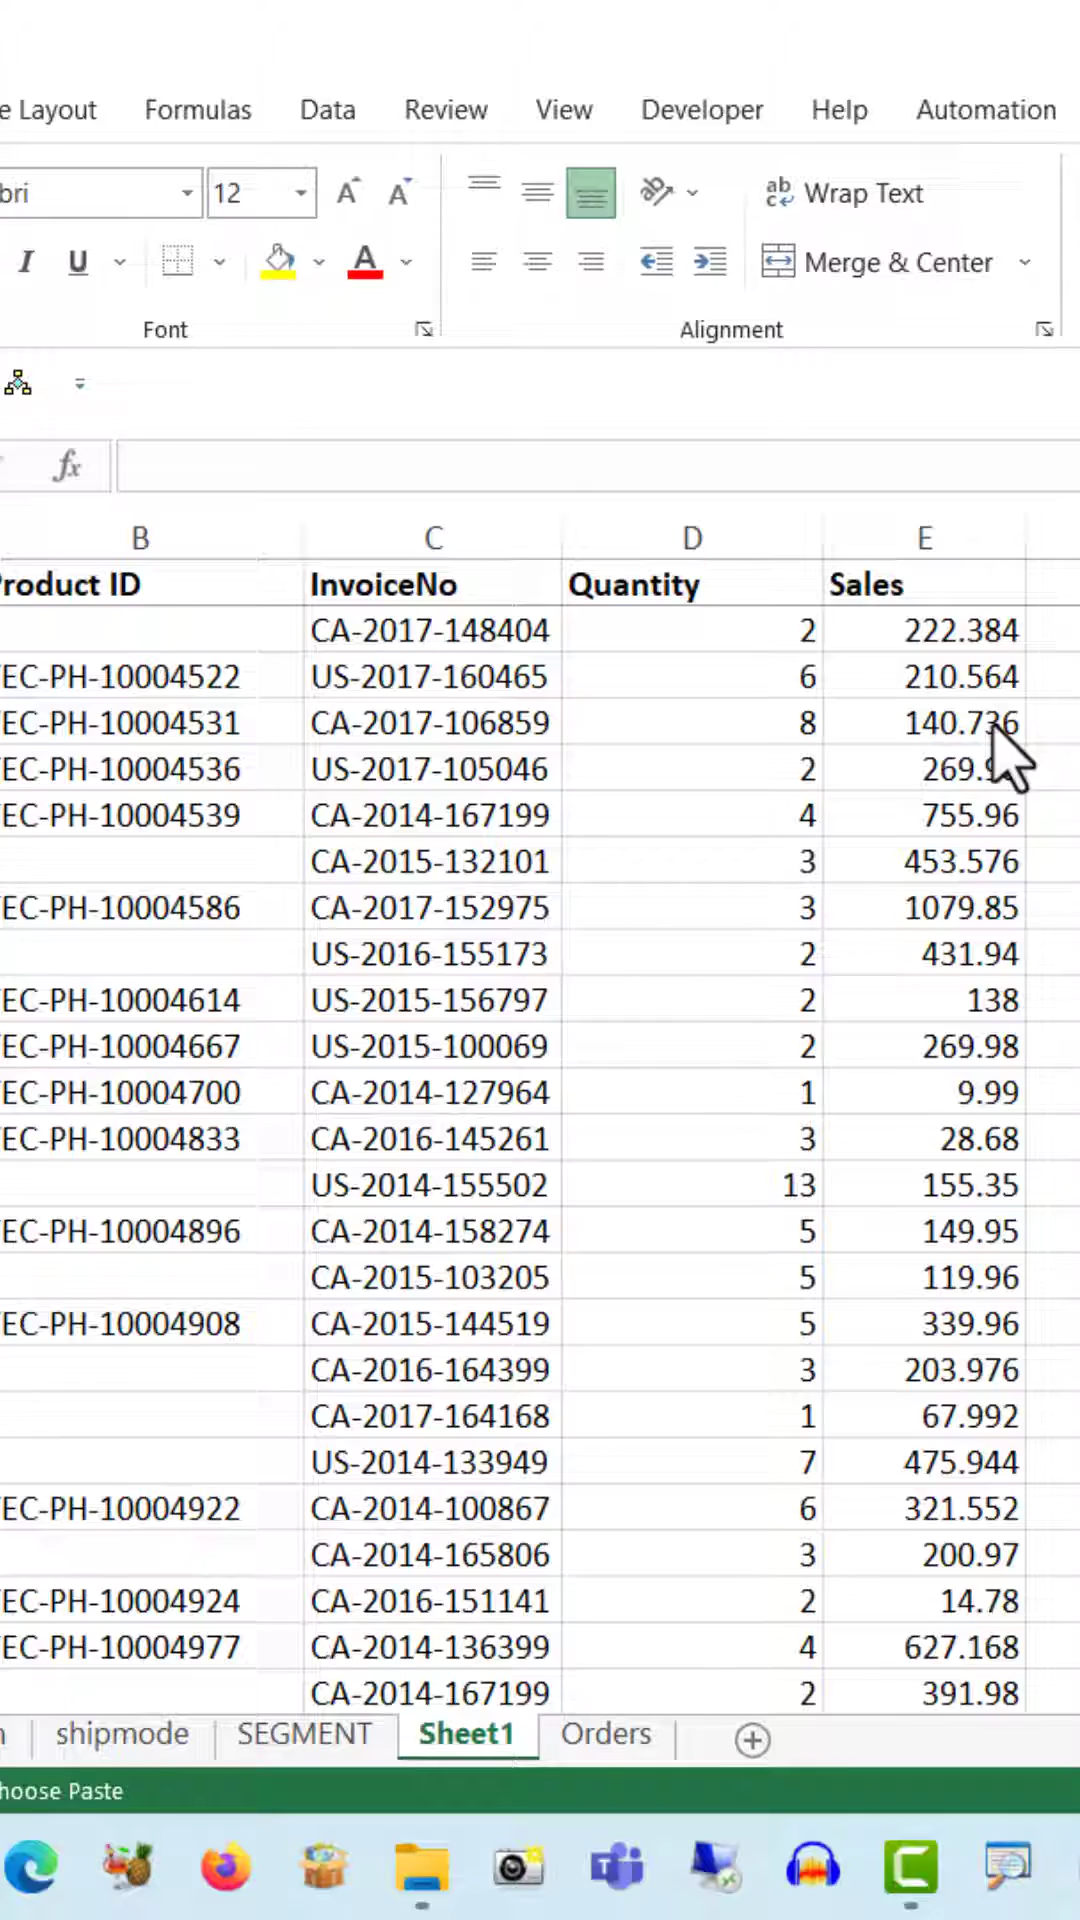 e Layout Formulas Data Review View Developer Help Automation
bri 12 A A ab Wrap Text
I U A Merge & Center
Font Alignment
fx
B C D E
Product ID InvoiceNo Quantity Sales
CA-2017-148404 2 222.384
EC-PH-10004522 US-2017-160465 6 210.564
EC-PH-10004531 CA-2017-106859 8 140.736
EC-PH-10004536 US-2017-105046 2
EC-PH-10004539 CA-2014-167199 4 755.96
CA-2015-132101 3 453.576
EC-PH-10004586 CA-2017-152975 3 1079.85
US-2016-155173 2 431.94
EC-PH-10004614 US-2015-156797 2 138
EC-PH-10004667 US-2015-100069 2 269.98
EC-PH-10004700 CA-2014-127964 1 9.99
EC-PH-10004833 CA-2016-145261 3 28.68
US-2014-155502 13 155.35
EC-PH-10004896 CA-2014-158274 5 149.95
CA-2015-103205 5 119.96
EC-PH-10004908 CA-2015-144519 5 339.96
CA-2016-164399 3 203.976
CA-2017-164168 1 67.992
US-2014-133949 7 475.944
EC-PH-10004922 CA-2014-100867 6 321.552
CA-2014-165806 3 200.97
EC-PH-10004924 CA-2016-151141 2 14.78
EC-PH-10004977 CA-2014-136399 4 627.168
CA-2014-167199 2 391.98
shipmode SEGMENT Sheet1 Orders
hoose Paste